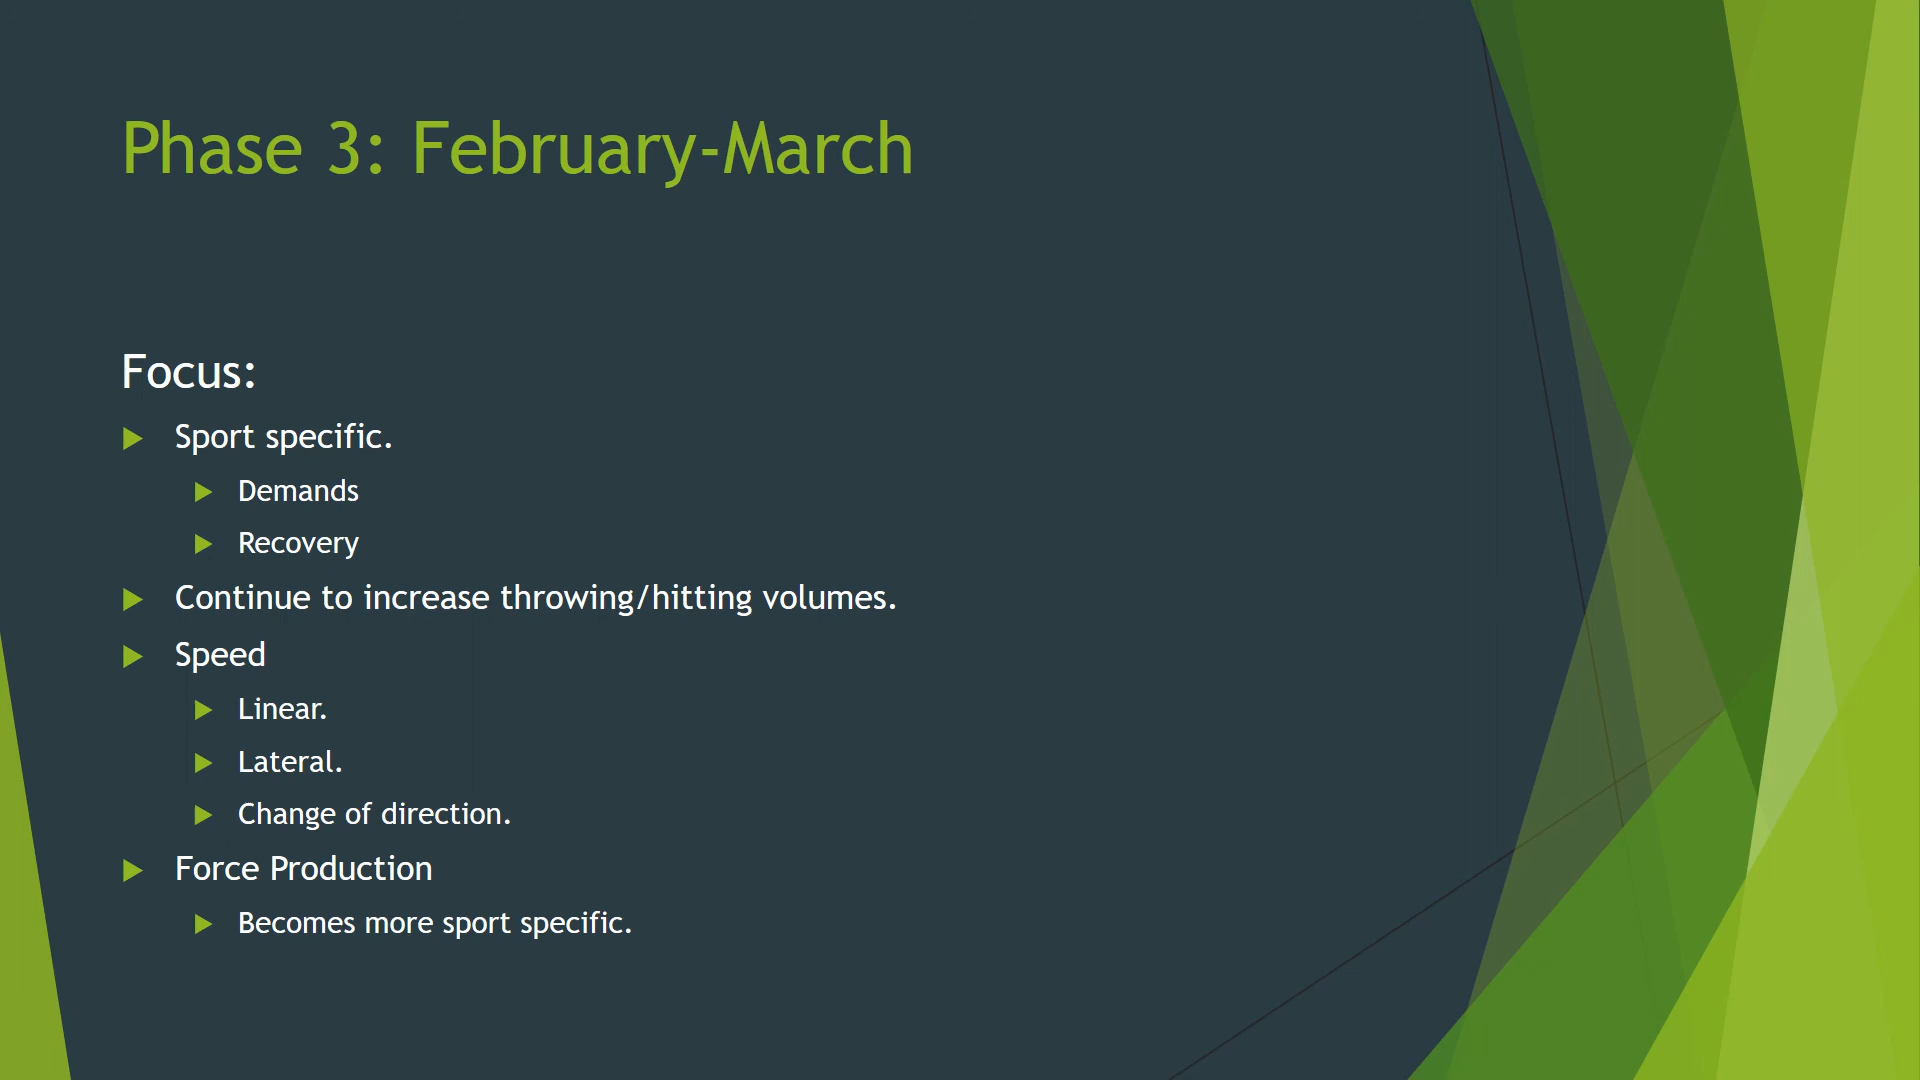 Phase 3: February-March
Focus:
Sport specific.
Demands
Recovery
Continue to increase throwing/hitting volumes.
Speed
Linear.
Lateral.
Change of direction.
Force Production
Becomes more sport specific.